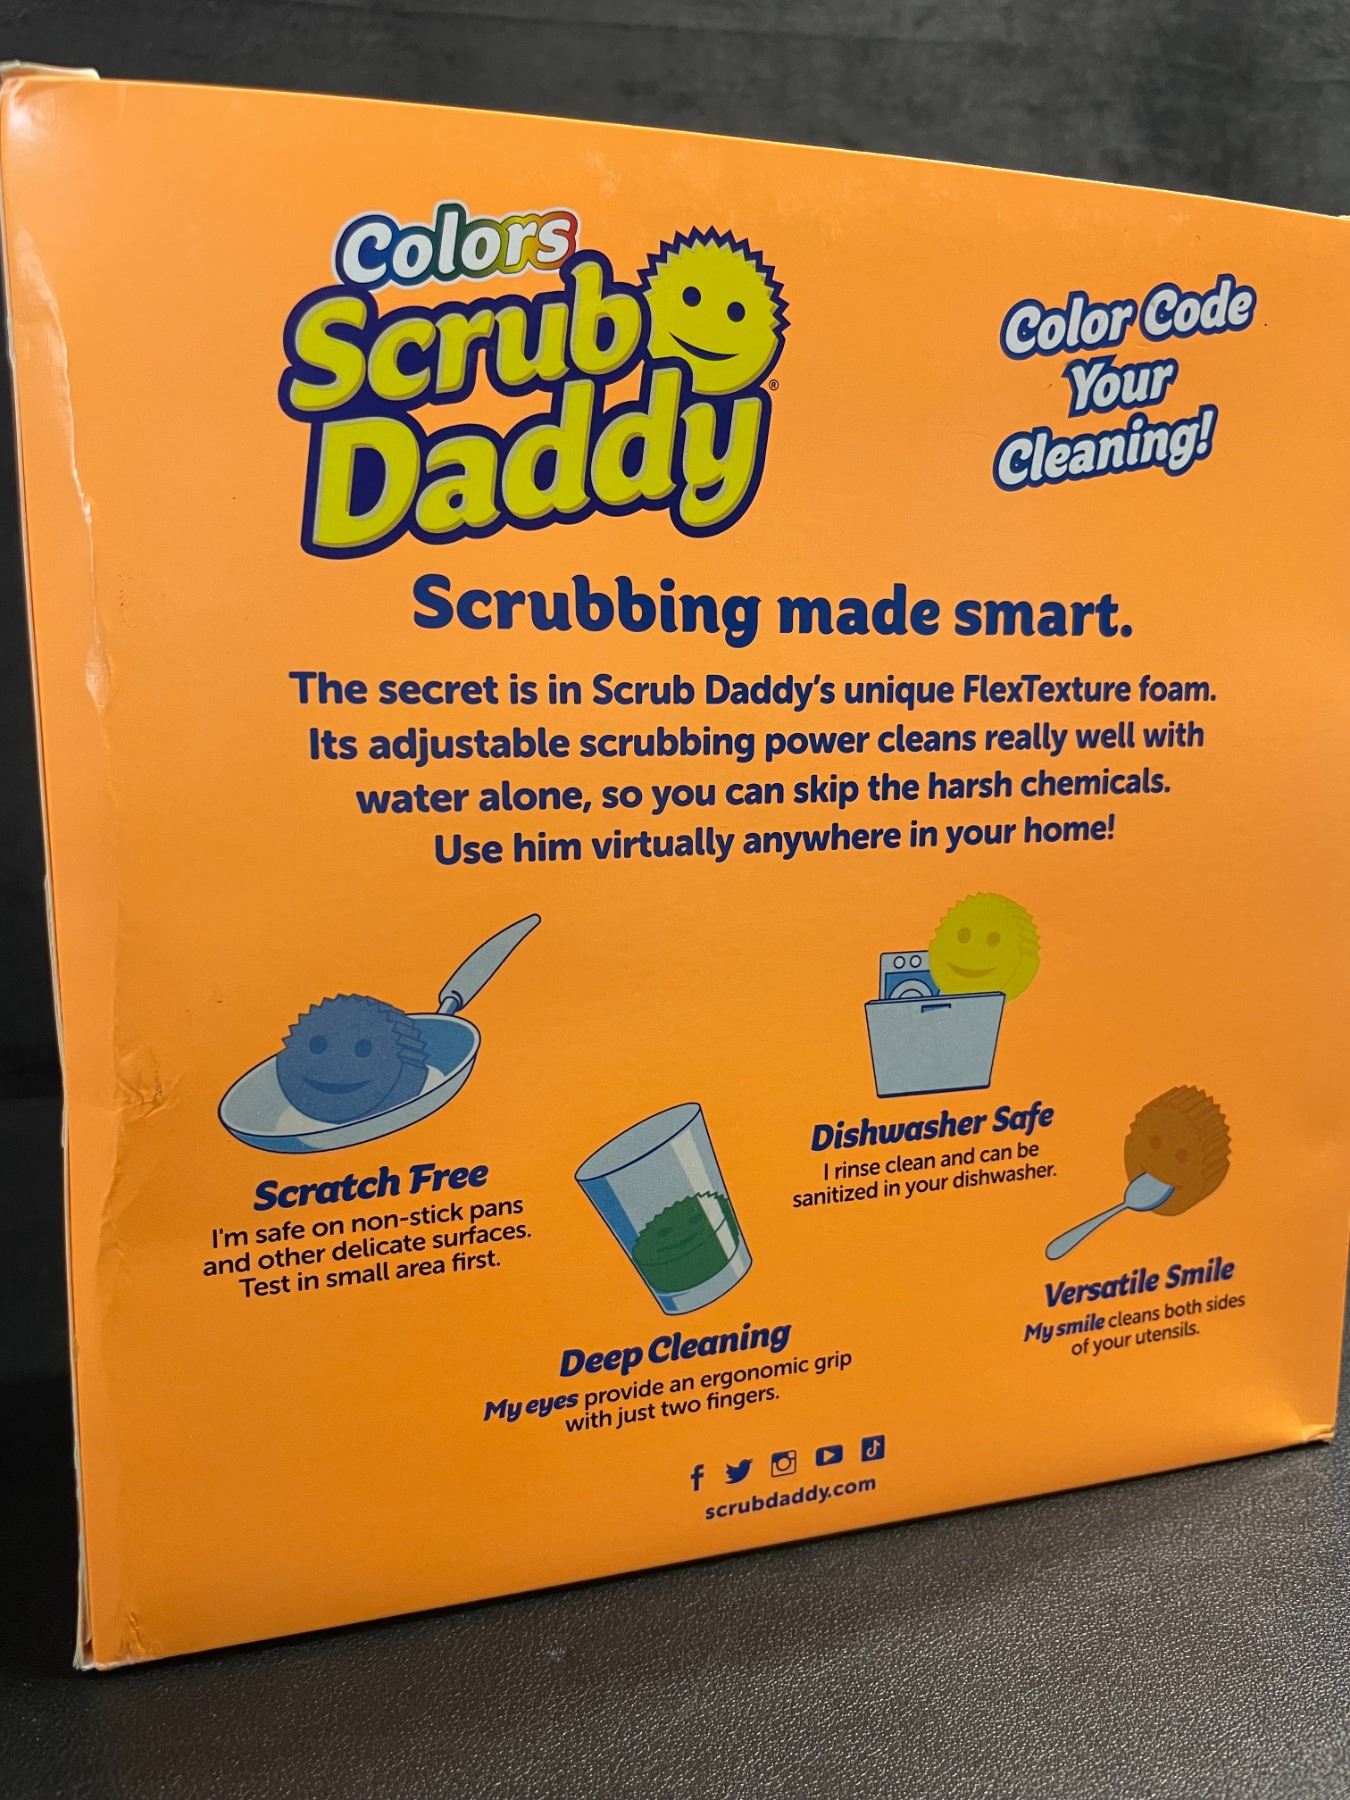 Colors
Scrub
Daddy®
Color Code
Your
Cleaning!
Scrubbing made smart.
The secret is in Scrub Daddy's unique FlexTexture foam.
Its adjustable scrubbing power cleans really well with
water alone, so you can skip the harsh chemicals.
Use him virtually anywhere in your home!
Scratch Free
I'm safe on non-stick pans
and other delicate surfaces.
Test in small area first.
Deep Cleaning
My eyes provide an ergonomic grip
with just two fingers.
Dishwasher Safe
I rinse clean and can be
sanitized in your dishwasher.
Versatile Smile
My smile cleans both sides
of your utensils.
scrubdaddy.com